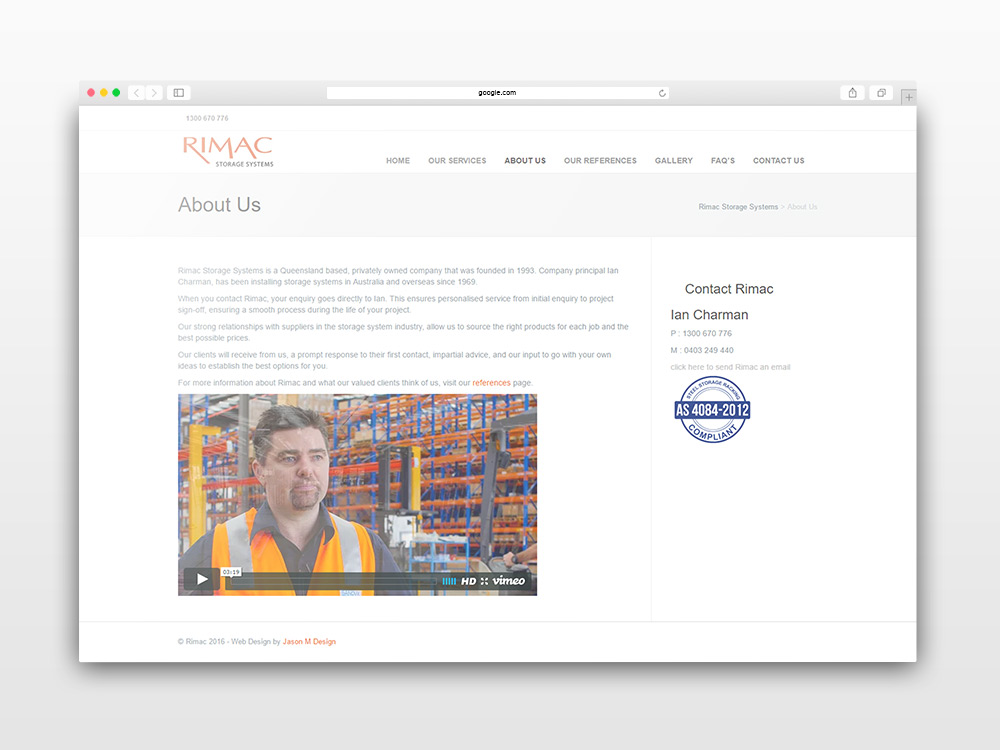 google.com
1300 670 776
RIMAC
STORAGE SYSTEMS
HOME OUR SERVICES ABOUT US OUR REFERENCES GALLERY FAQ'S CONTACT US
About Us
Rimac Storage Systems > About Us
Rimac Storage Systems is a Queensland based, privately owned company that was founded in 1993. Company principal Ian
Charman, has been installing storage systems in Australia and overseas since 1969.
When you contact Rimac, your enquiry goes directly to Ian. This ensures personalised service from initial enquiry to project
sign-off, ensuring a smooth process during the life of your project.
Our strong relationships with suppliers in the storage system industry, allow us to source the right products for each job and the
best possible prices.
Our clients will receive from us, a prompt response to their first contact, impartial advice, and our input to go with your own
ideas to establish the best options for you.
For more information about Rimac and what our valued clients think of us, visit our references page.
03:19
HD vimeo
Contact Rimac
Ian Charman
P : 1300 670 776
M : 0403 249 440
click here to send Rimac an email
STEEL STORAGE RACKING
AS 4084-2012
COMPLIANT
© Rimac 2016 - Web Design by Jason M Design